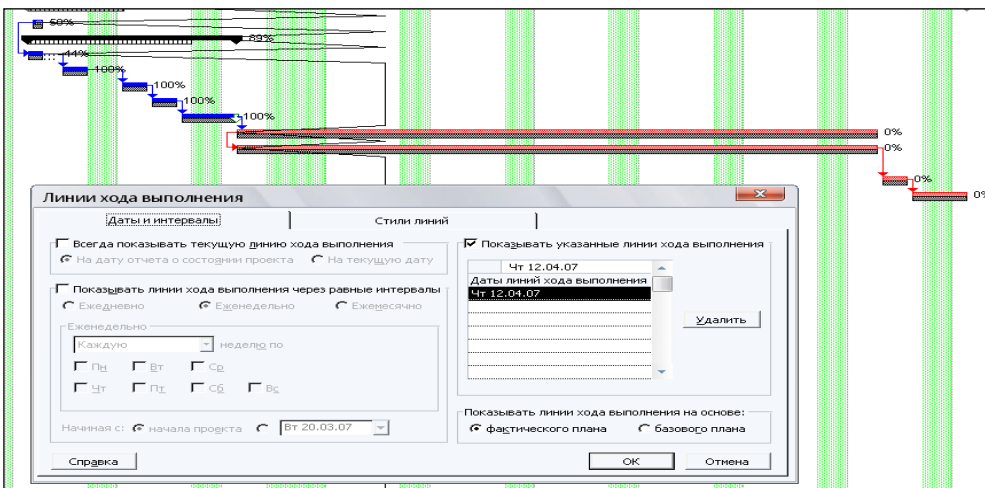 50%
89%
44%
100%
100%
100%
100%
0%
0%
0%
0%
Линии хода выполнения
Даты и интервалы
Стили линий
Всегда показывать текущую линию хода выполнения
На дату отчета о состоянии проекта На текущую дату
Показывать линии хода выполнения через равные интервалы
Ежедневно Еженедельно Ежемесячно
Еженедельно
Каждую неделю по
Пн Вт Ср
Чт Пт Сб Вс
Начиная с: начала проекта Вт 20.03.07
Показывать указанные линии хода выполнения
Чт 12.04.07
Даты линий хода выполнения
Чт 12.04.07
Удалить
Показывать линии хода выполнения на основе:
фактического плана базового плана
Справка
ОК
Отмена